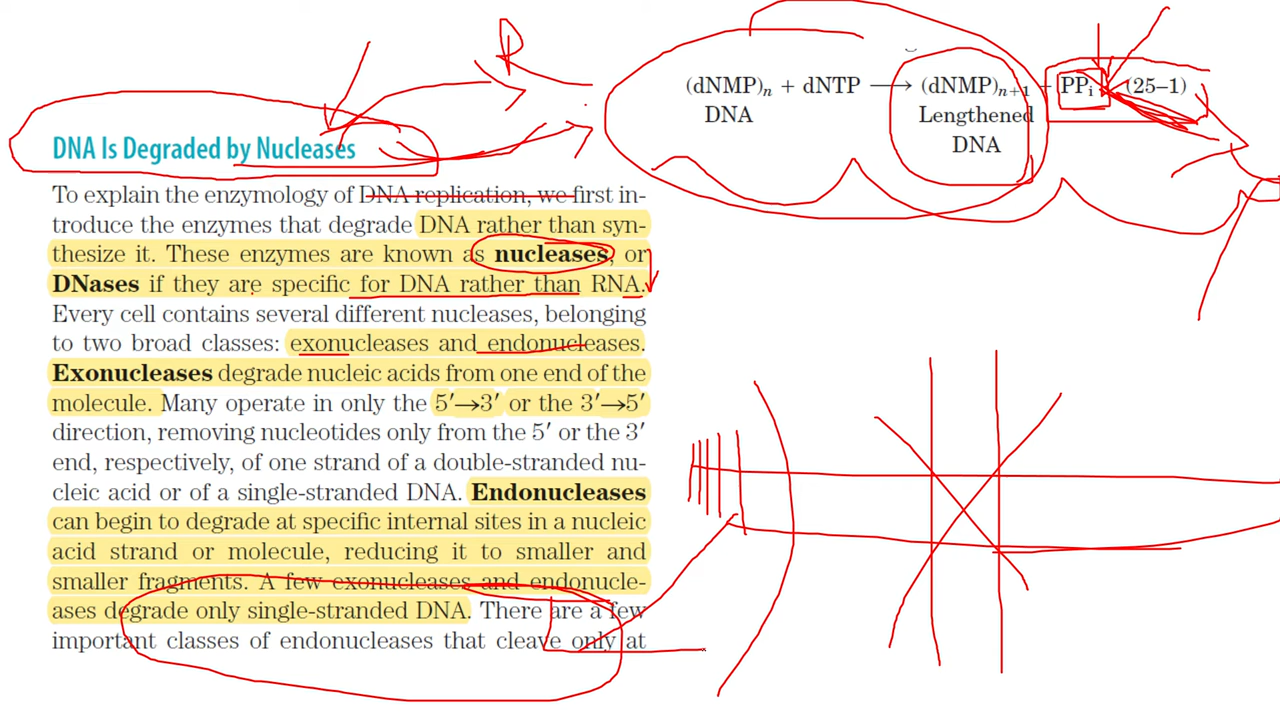 DNA Is Degraded by Nucleases
To explain the enzymology of DNA replication, we first in-
troduce the enzymes that degrade DNA rather than syn-
thesize it. These enzymes are known as nucleases, or
DNases if they are specific for DNA rather than RNA.
Every cell contains several different nucleases, belonging
to two broad classes: exonucleases and endonucleases.
Exonucleases degrade nucleic acids from one end of the
molecule. Many operate in only the 5′→3′ or the 3′→5′
direction, removing nucleotides only from the 5′ or the 3′
end, respectively, of one strand of a double-stranded nu-
cleic acid or of a single-stranded DNA. Endonucleases
can begin to degrade at specific internal sites in a nucleic
acid strand or molecule, reducing it to smaller and
smaller fragments. A few exonucleases and endonucle-
ases degrade only single-stranded DNA. There are a few
important classes of endonucleases that cleave only at
(dNMP)n + dNTP ⟶ (dNMP)n+1 + PPi (25–1)
DNA Lengthened
DNA